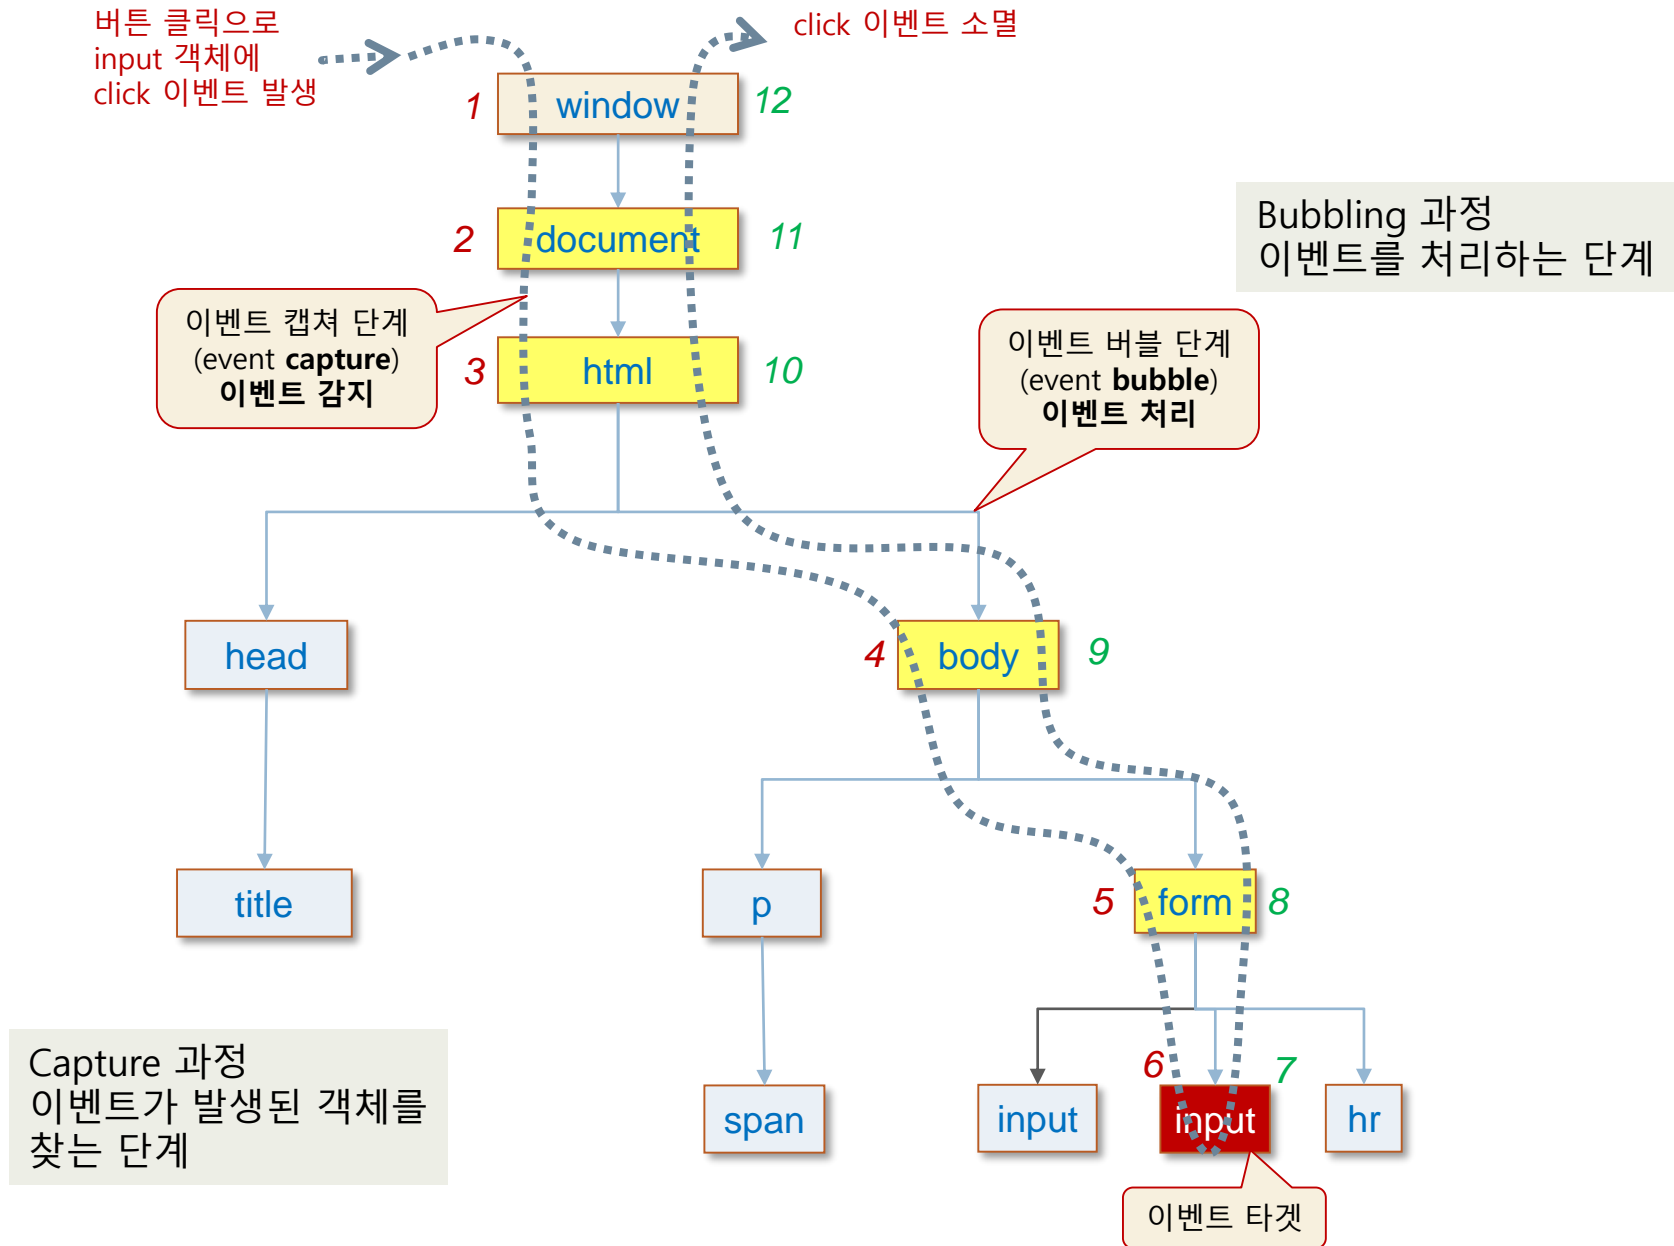 버튼 클릭으로
input 객체에
click 이벤트 발생
click 이벤트 소멸
1
window
12
2
document
11
Bubbling 과정
이벤트를 처리하는 단계
이벤트 캡쳐 단계
(event capture)
이벤트 감지
3
html
10
이벤트 버블 단계
(event bubble)
이벤트 처리
head
4
body
9
title
p
5
form
8
Capture 과정
이벤트가 발생된 객체를
찾는 단계
6
7
span
input
input
hr
이벤트 타겟